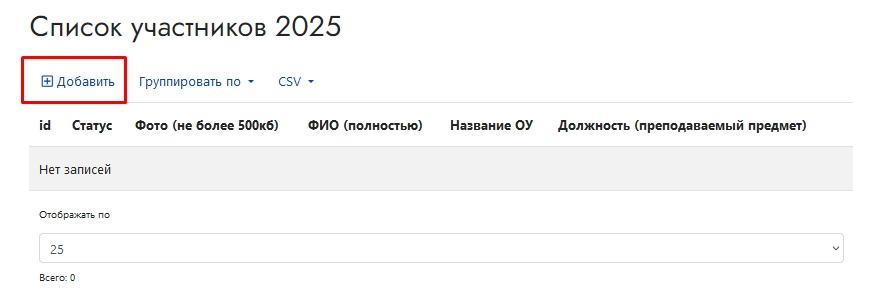 Список участников 2025
Добавить Группировать по CSV
id Статус Фото (не более 500кб) ФИО (полностью) Название ОУ Должность (преподаваемый предмет)
Нет записей
Отображать по
25
Всего: 0